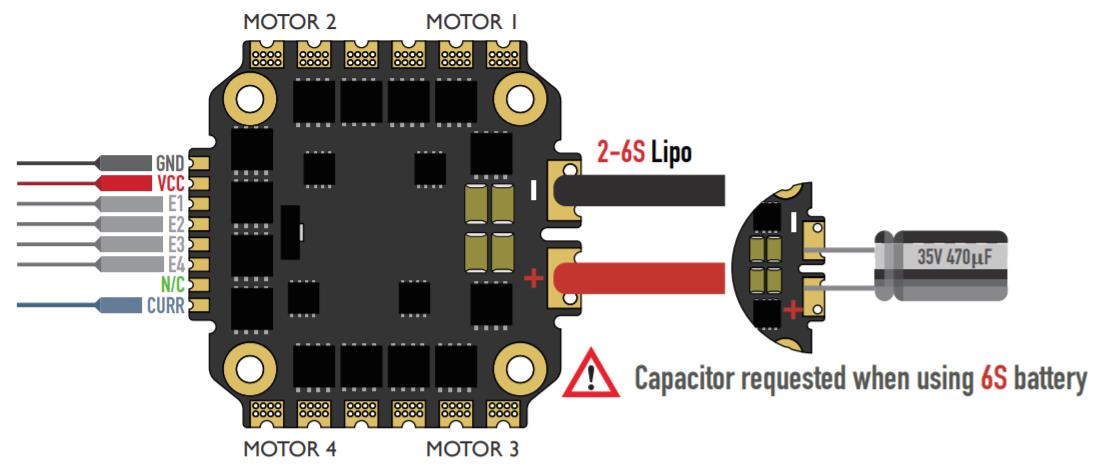 MOTOR 2
MOTOR 1
2-6S Lipo
GND
VCC
E1
E2
E3
E4
N/C
CURR
−
+
−
+
35V 470µF
! Capacitor requested when using 6S battery
MOTOR 4
MOTOR 3